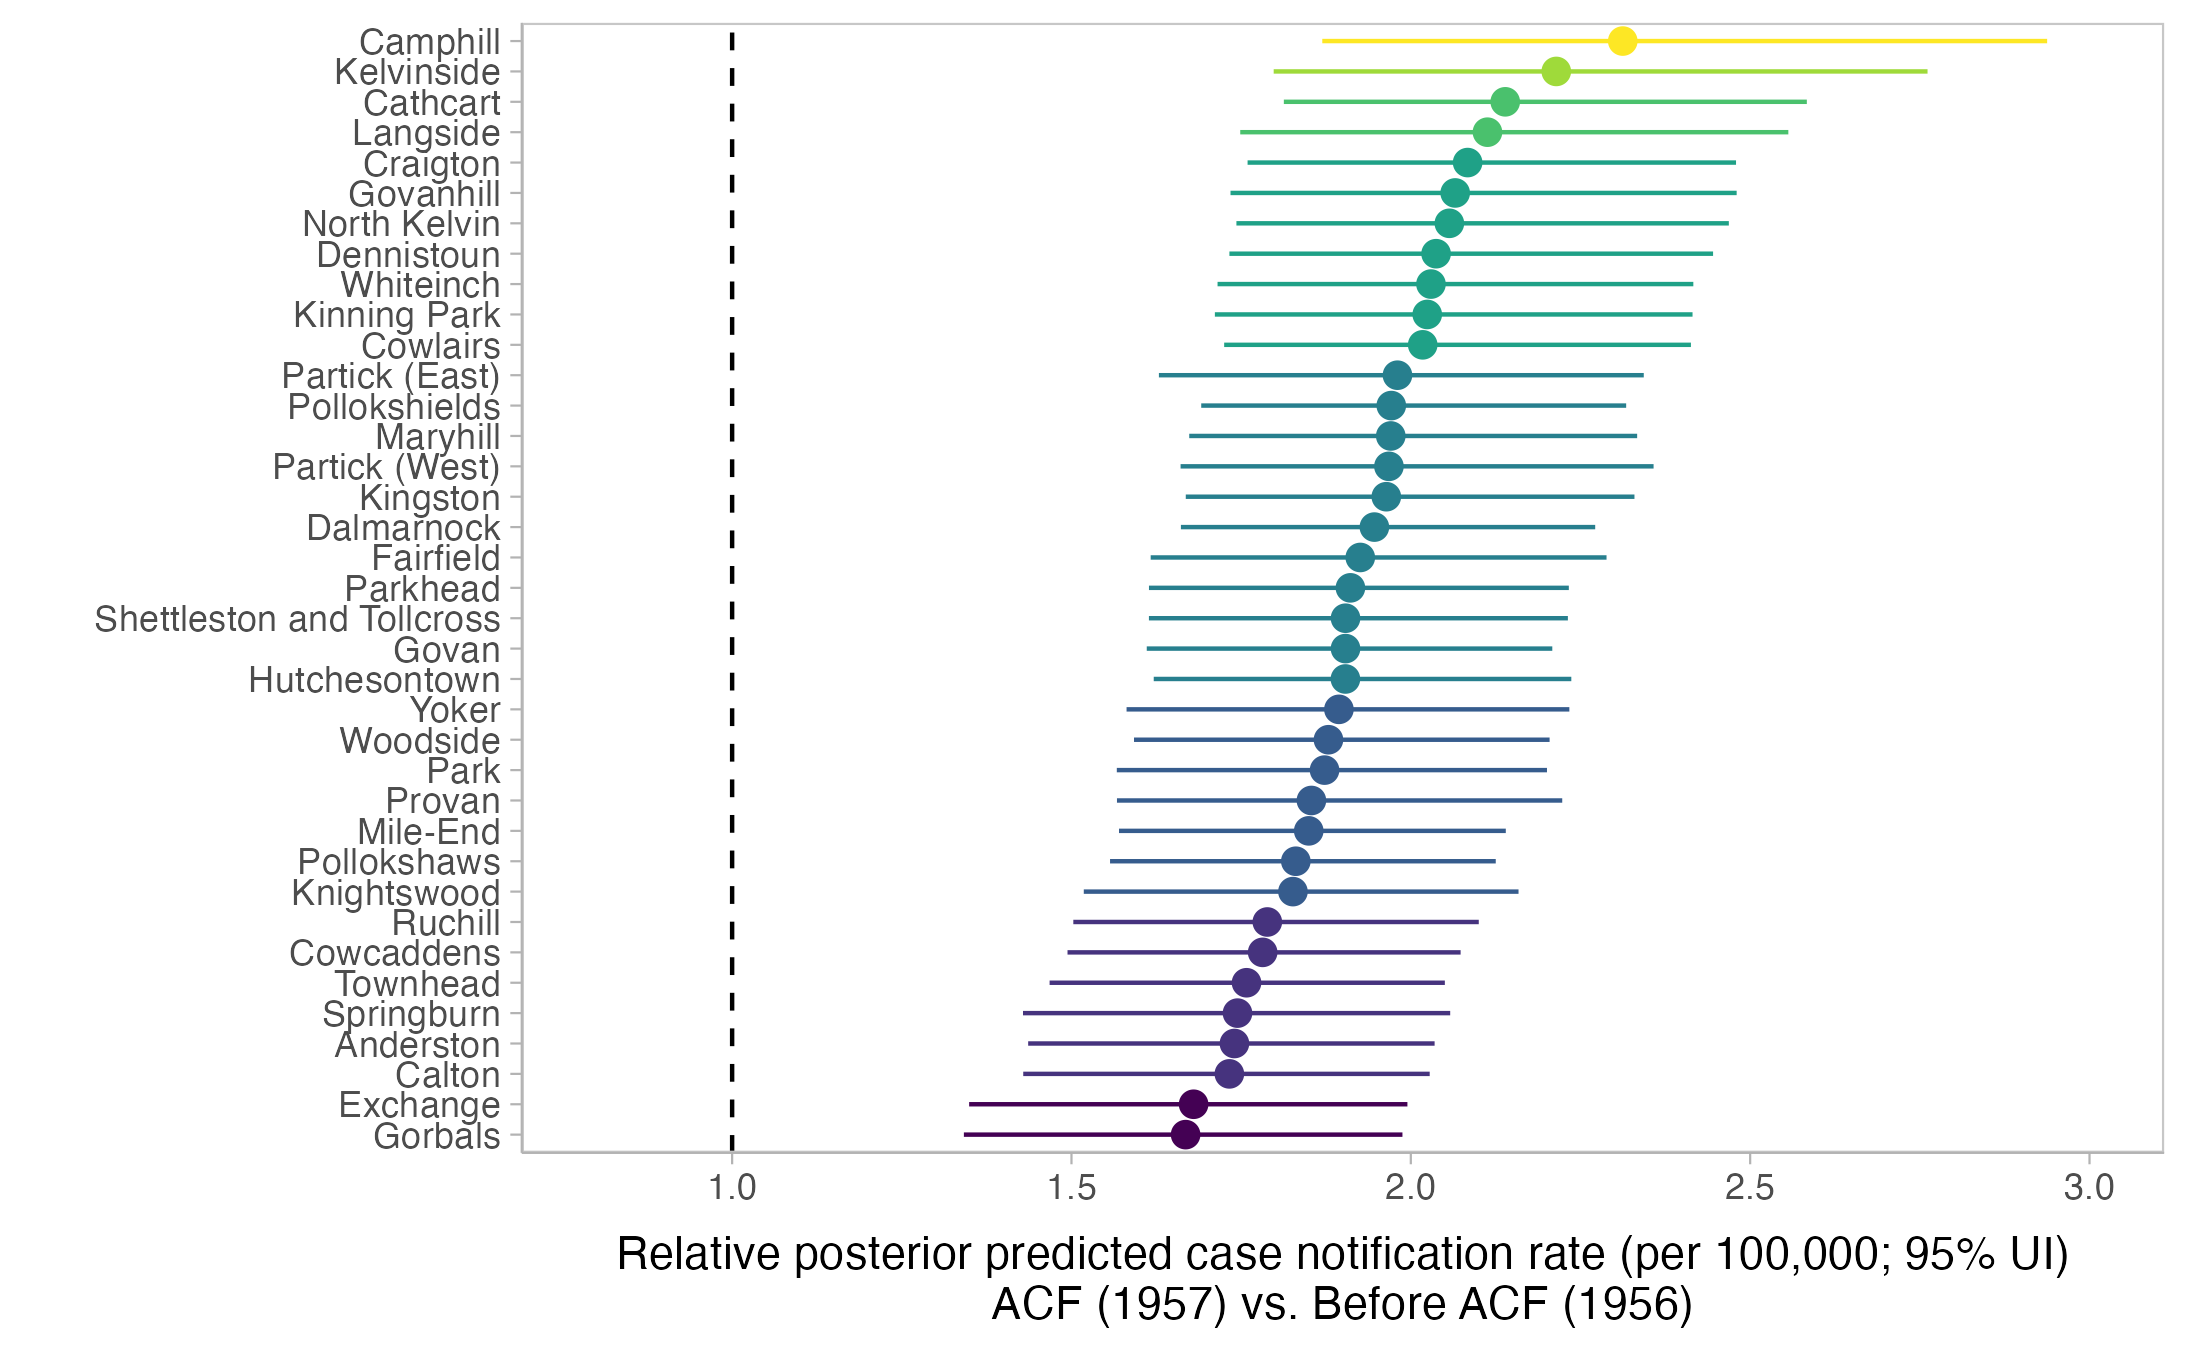 Camphill
Kelvinside
Cathcart
Langside
Craigton
Govanhill
North Kelvin
Dennistoun
Whiteinch
Kinning Park
Cowlairs
Partick (East)
Pollokshields
Maryhill
Partick (West)
Kingston
Dalmarnock
Fairfield
Parkhead
Shettleston and Tollcross
Govan
Hutchesontown
Yoker
Woodside
Park
Provan
Mile-End
Pollokshaws
Knightswood
Ruchill
Cowcaddens
Townhead
Springburn
Anderston
Calton
Exchange
Gorbals
1.0 1.5 2.0 2.5 3.0
Relative posterior predicted case notification rate (per 100,000; 95% UI)
ACF (1957) vs. Before ACF (1956)